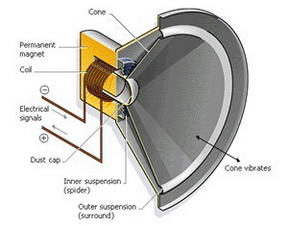 Cone
Permanent
magnet
Coil
−
Electrical
signals
+
Dust cap
Inner suspension
(spider)
Outer suspension
(surround)
Cone vibrates